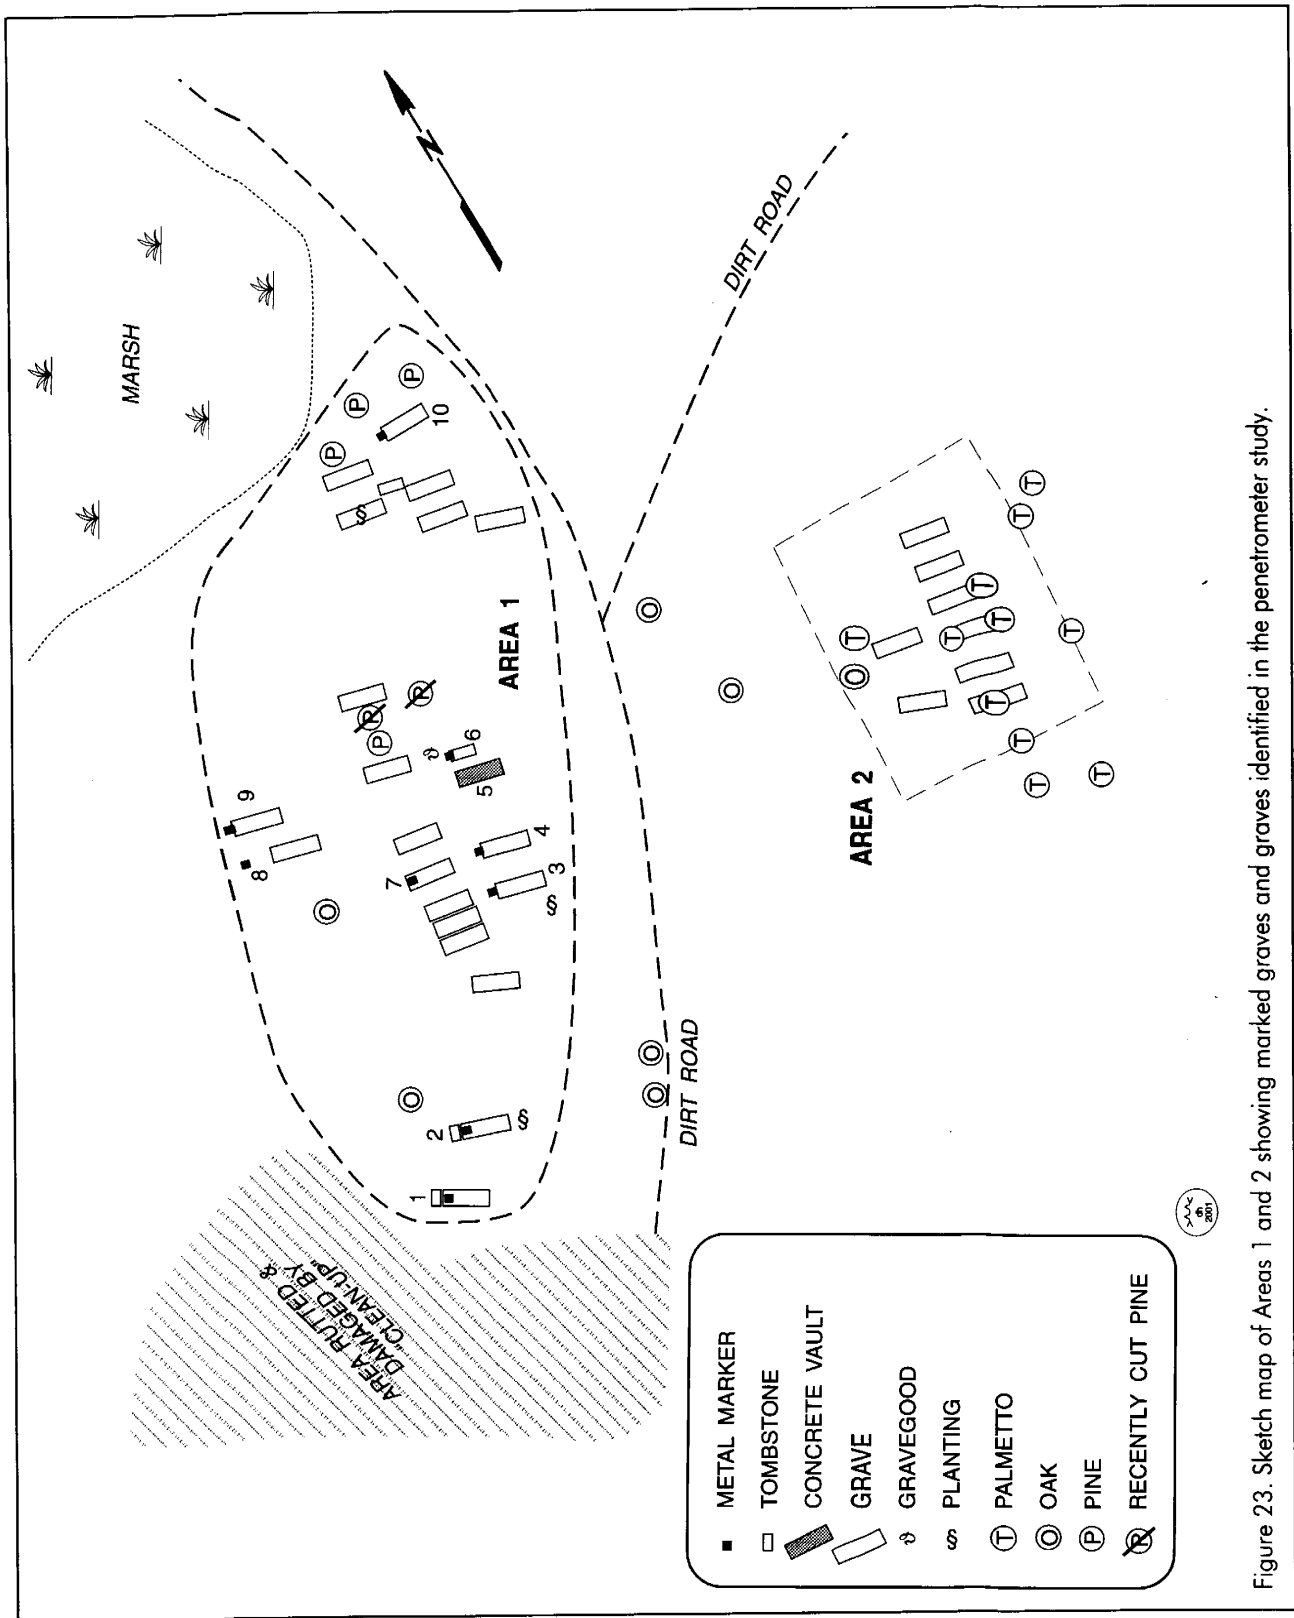 MARSH
N
DIRT ROAD
10
AREA 1
9
8
7
6
5
4
3
2
1
AREA 2
DIRT ROAD
AREA RUTTED &
DAMAGED BY
"CLEAN-UP"
METAL MARKER
TOMBSTONE
CONCRETE VAULT
GRAVE
GRAVEGOOD
§ PLANTING
T PALMETTO
O OAK
P PINE
P RECENTLY CUT PINE
dh
2001
P
P
P
§
P
P
P
§
§
O
O
O
O
O
O
O
T
T
T
T
T
T
T
T
T
T
T
Figure 23. Sketch map of Areas 1 and 2 showing marked graves and graves identified in the penetrometer study.